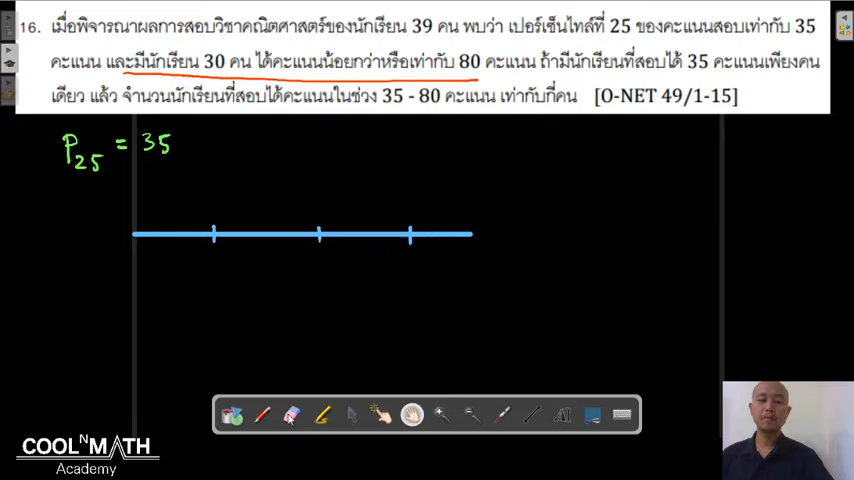 16. เมื่อพิจารณาผลการสอบวิชาคณิตศาสตร์ของนักเรียน 39 คน พบว่า เปอร์เซ็นไทล์ที่ 25 ของคะแนนสอบเท่ากับ 35
คะแนน และมีนักเรียน 30 คน ได้คะแนนน้อยกว่าหรือเท่ากับ 80 คะแนน ถ้ามีนักเรียนที่สอบได้ 35 คะแนนเพียงคน
เดียว แล้ว จำนวนนักเรียนที่สอบได้คะแนนในช่วง 35 - 80 คะแนน เท่ากับกี่คน [O-NET 49/1-15]
P25 = 35
AI
COOL N MATH
Academy